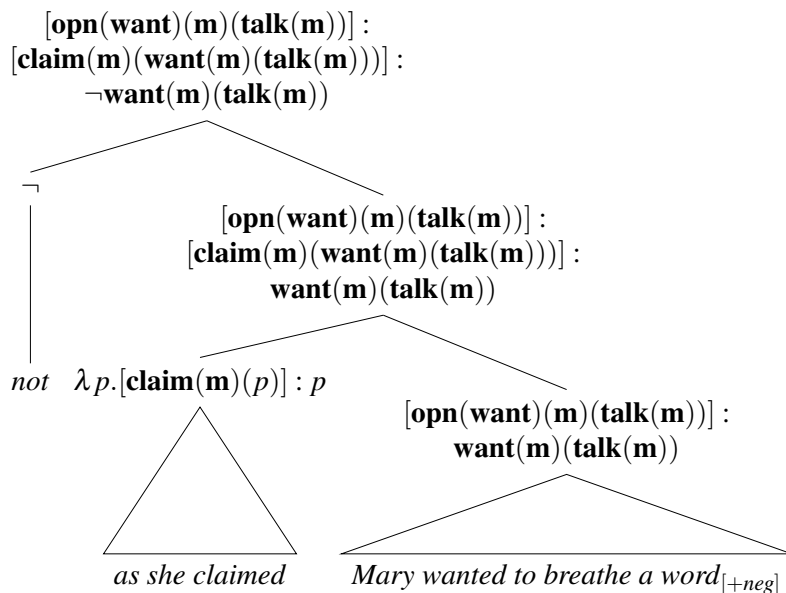 [opn(want)(m)(talk(m))] :
[claim(m)(want(m)(talk(m)))] :
¬want(m)(talk(m))
¬
[opn(want)(m)(talk(m))] :
[claim(m)(want(m)(talk(m)))] :
want(m)(talk(m))
not λp.[claim(m)(p)] : p
[opn(want)(m)(talk(m))] :
want(m)(talk(m))
as she claimed Mary wanted to breathe a word[+neg]